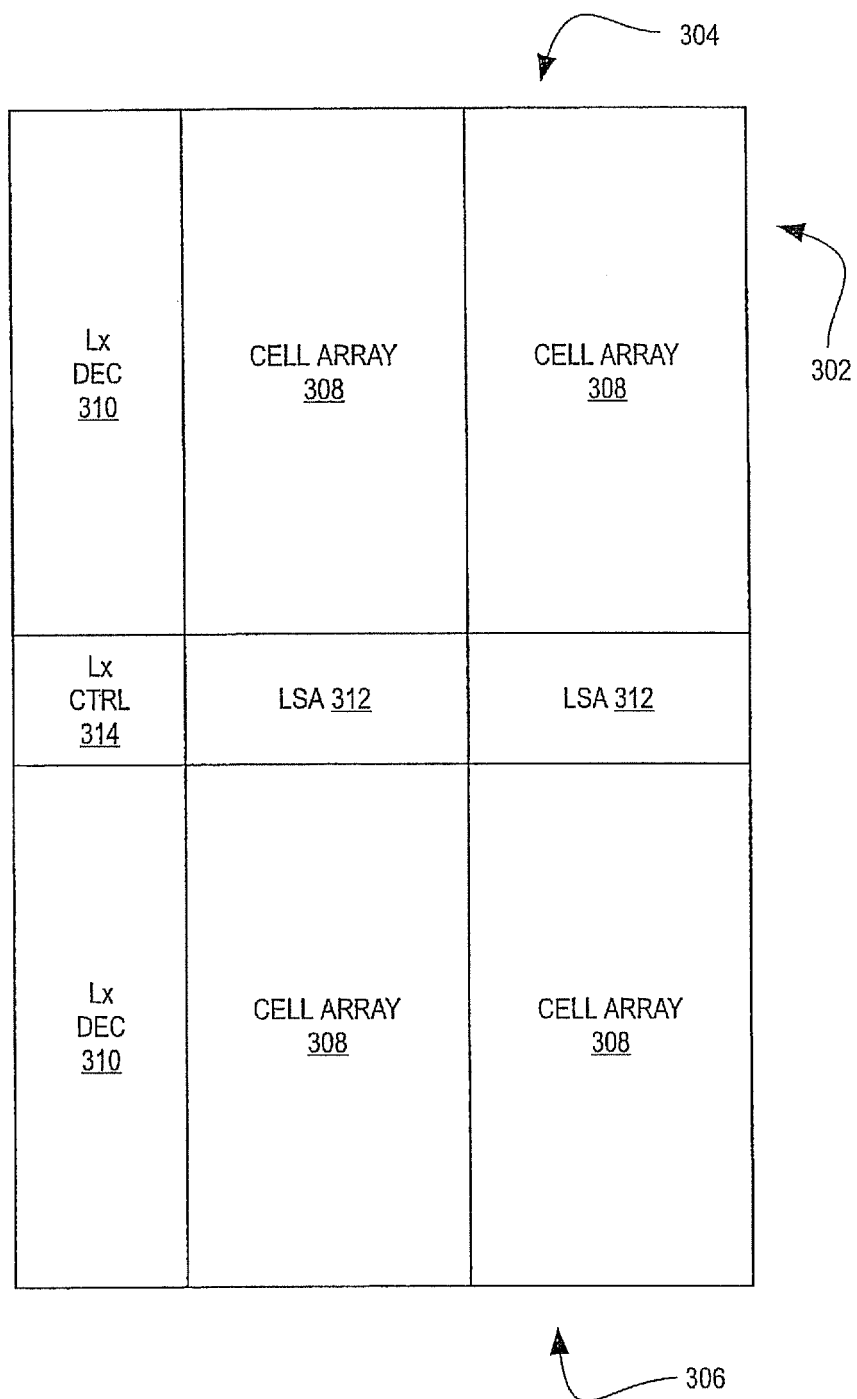 304
302
Lx
DEC
310
CELL ARRAY
308
CELL ARRAY
308
Lx
CTRL
314
LSA 312
LSA 312
Lx
DEC
310
CELL ARRAY
308
CELL ARRAY
308
306